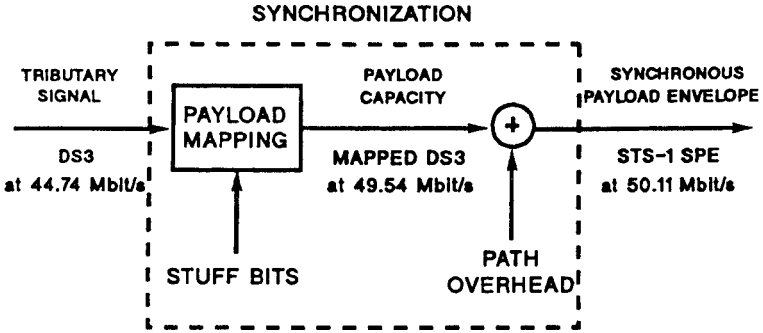 SYNCHRONIZATION
TRIBUTARY
SIGNAL
DS3
at 44.74 Mbit/s
PAYLOAD
MAPPING
STUFF BITS
PAYLOAD
CAPACITY
MAPPED DS3
at 49.54 Mbit/s
+
PATH
OVERHEAD
SYNCHRONOUS
PAYLOAD ENVELOPE
STS-1 SPE
at 50.11 Mbit/s